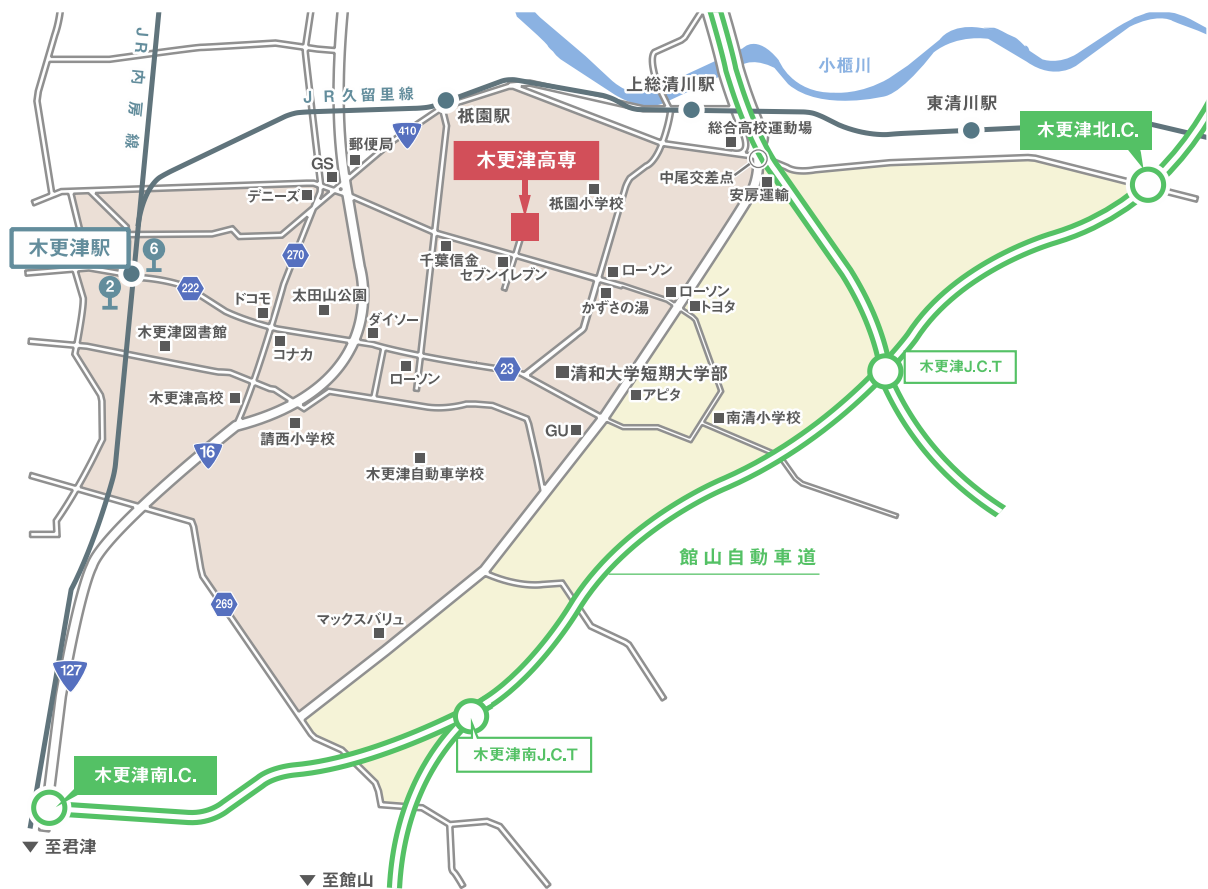 JR内房線
小櫃川
上総清川駅
JR久留里線
東清川駅
祇園駅
木更津北I.C.
総合高校運動場
410
郵便局
木更津高専
GS
中尾交差点
デニーズ
祇園小学校
安房運輸
木更津駅
6
270
千葉信金
セブンイレブン
ローソン
2
222
ドコモ
太田山公園
ローソン
かずさの湯
トヨタ
ダイソー
木更津図書館
コナカ
木更津J.C.T
ローソン
23
清和大学短期大学部
木更津高校
アピタ
南清小学校
請西小学校
GU
16
木更津自動車学校
館山自動車道
269
マックスバリュ
127
木更津南J.C.T
木更津南I.C.
▼ 至君津
▼ 至館山